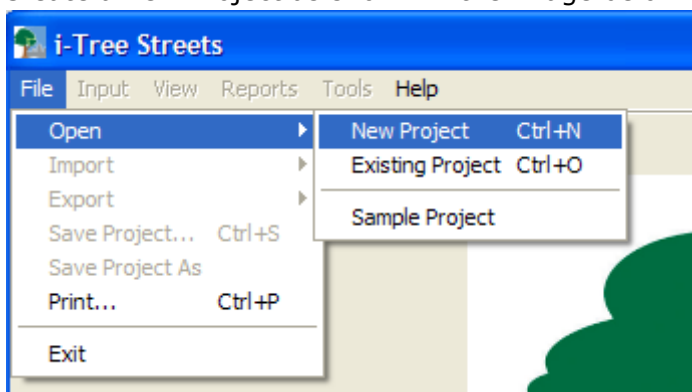 i-Tree Streets
File Input View Reports Tools Help
Open New Project Ctrl+N
Import Existing Project Ctrl+O
Export
Sample Project
Save Project... Ctrl+S
Save Project As
Print... Ctrl+P
Exit